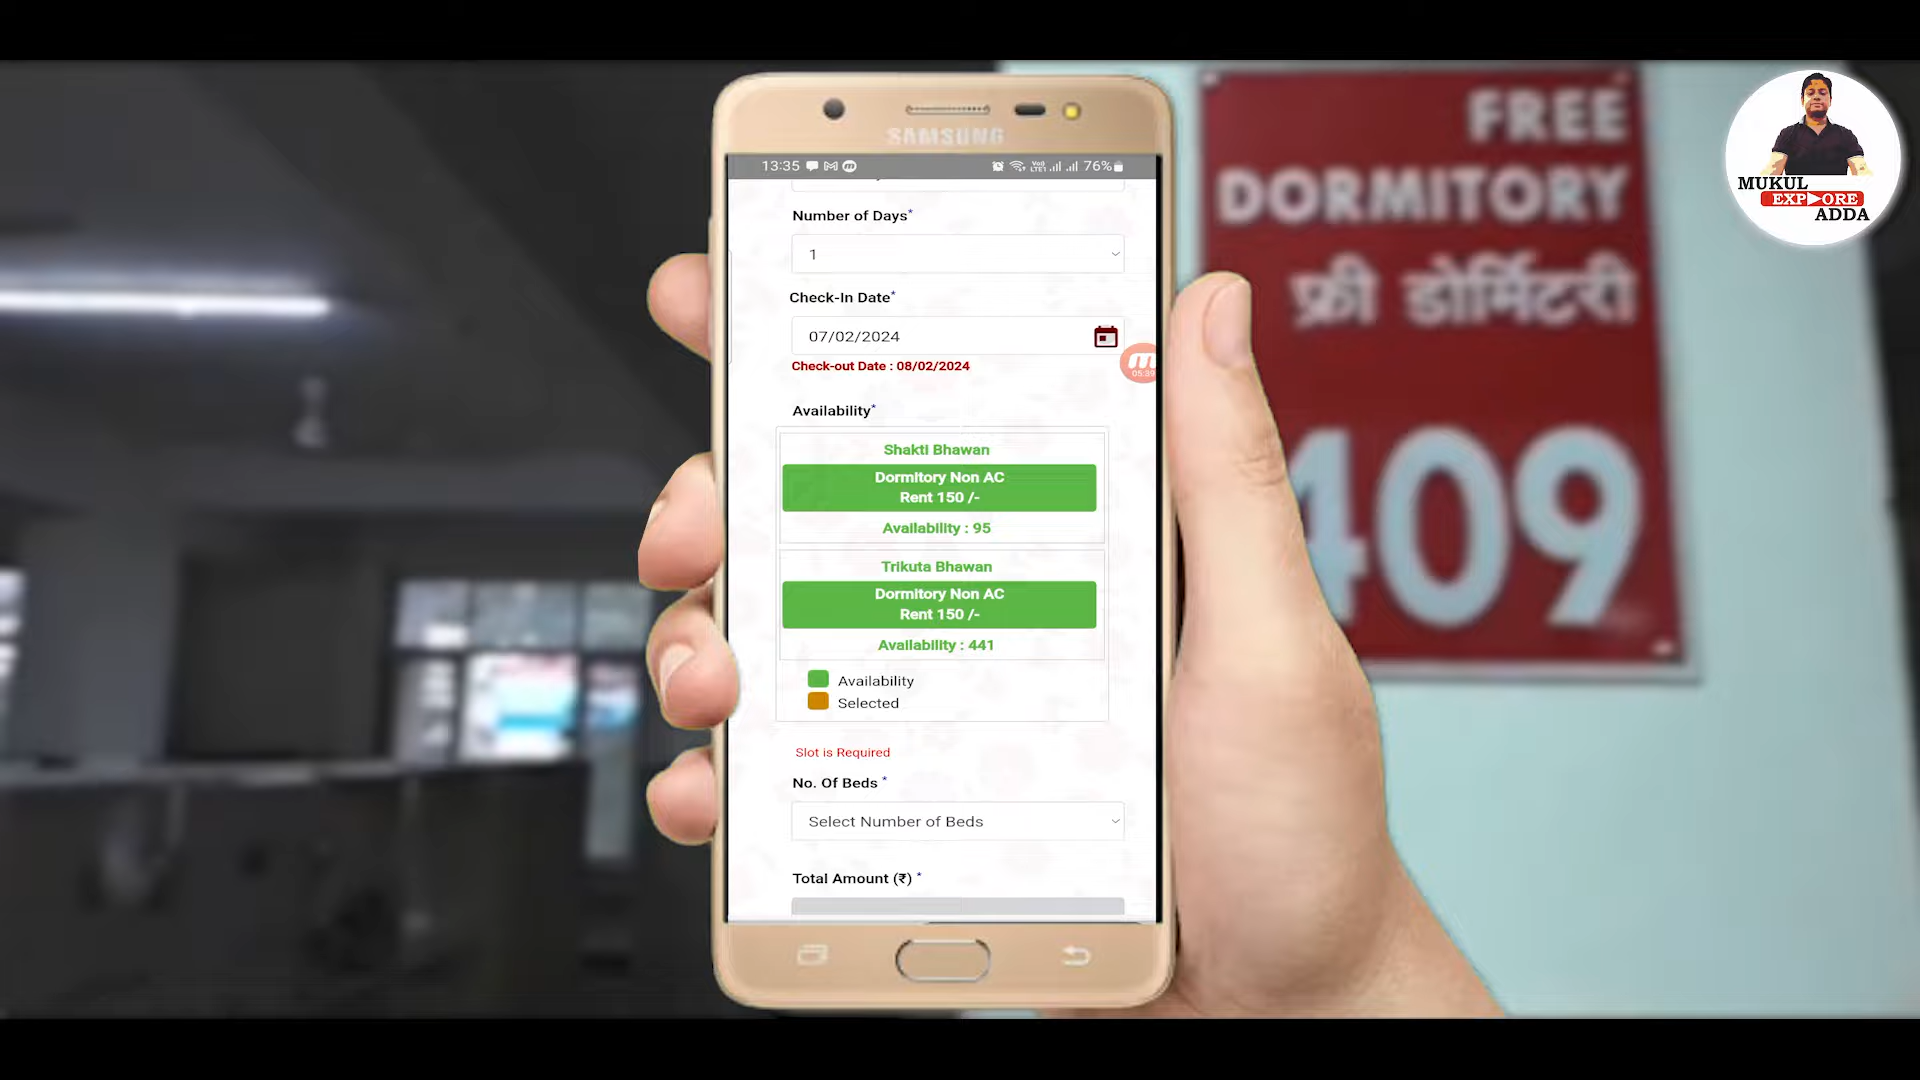 FREE
DORMITORY
फ्री डोर्मिटरी
409
MUKUL
EXPLORE
ADDA
SAMSUNG
13:35
76%
Number of Days*
1
Check-In Date*
07/02/2024
Check-out Date : 08/02/2024
05:39
Availability*
Shakti Bhawan
Dormitory Non AC
Rent 150 /-
Availability : 95
Trikuta Bhawan
Dormitory Non AC
Rent 150 /-
Availability : 441
Availability
Selected
Slot is Required
No. Of Beds *
Select Number of Beds
Total Amount (₹) *